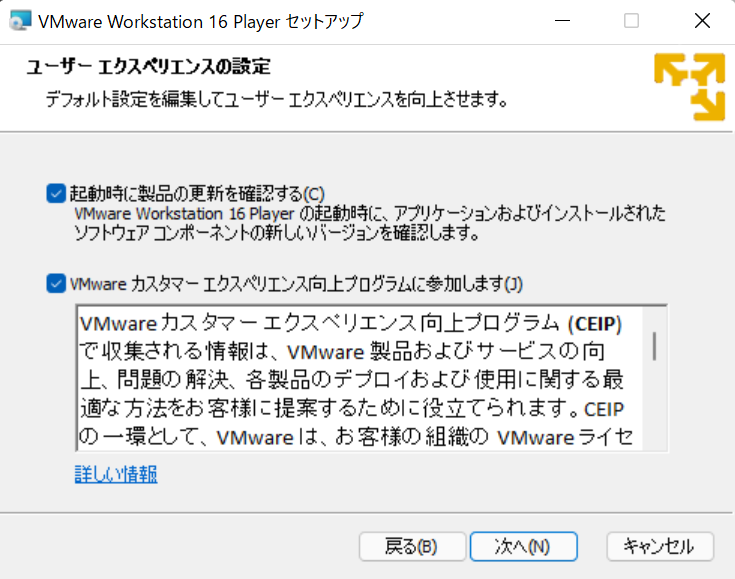 VMware Workstation 16 Player セットアップ
ユーザー エクスペリエンスの設定
デフォルト設定を編集してユーザー エクスペリエンスを向上させます。
起動時に製品の更新を確認する(C)
VMware Workstation 16 Player の起動時に、アプリケーションおよびインストールされた
ソフトウェア コンポーネントの新しいバージョンを確認します。
VMware カスタマー エクスペリエンス向上プログラムに参加します(J)
VMware カスタマー エクスペリエンス向上プログラム (CEIP)
で収集される情報は、VMware 製品およびサービスの向
上、問題の解決、各製品のデプロイおよび使用に関する最
適な方法をお客様に提案するために役立てられます。CEIP
の一環として、VMware は、お客様の組織の VMware ライセ
詳しい情報
戻る(B)
次へ(N)
キャンセル